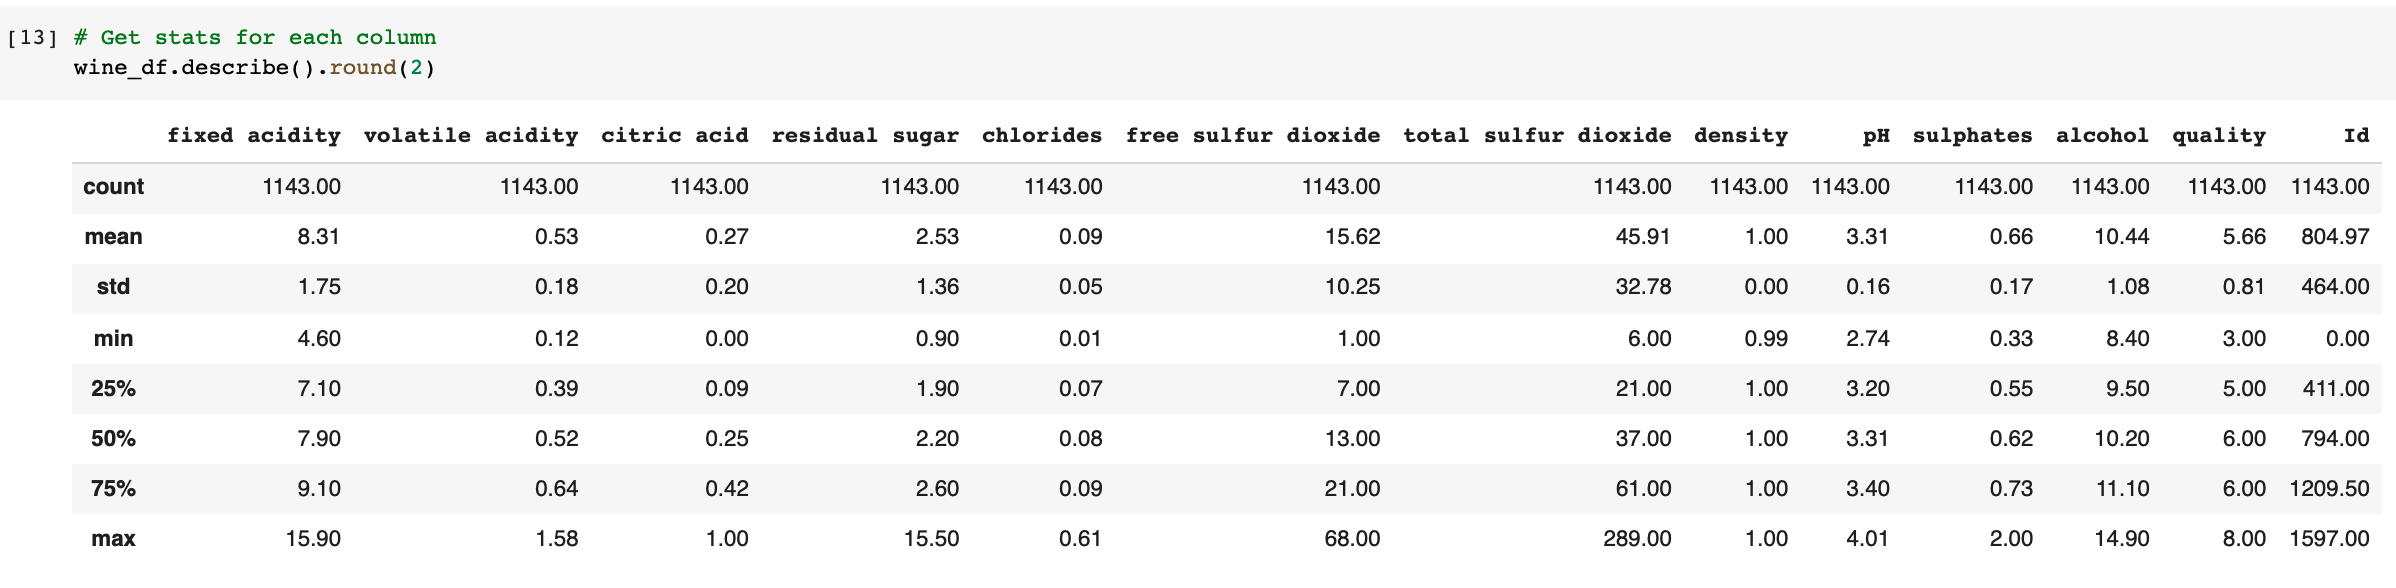 [13] # Get stats for each column
wine_df.describe().round(2)
fixed acidity volatile acidity citric acid residual sugar chlorides free sulfur dioxide total sulfur dioxide density pH sulphates alcohol quality Id
count 1143.00 1143.00 1143.00 1143.00 1143.00 1143.00 1143.00 1143.00 1143.00 1143.00 1143.00 1143.00 1143.00
mean 8.31 0.53 0.27 2.53 0.09 15.62 45.91 1.00 3.31 0.66 10.44 5.66 804.97
std 1.75 0.18 0.20 1.36 0.05 10.25 32.78 0.00 0.16 0.17 1.08 0.81 464.00
min 4.60 0.12 0.00 0.90 0.01 1.00 6.00 0.99 2.74 0.33 8.40 3.00 0.00
25% 7.10 0.39 0.09 1.90 0.07 7.00 21.00 1.00 3.20 0.55 9.50 5.00 411.00
50% 7.90 0.52 0.25 2.20 0.08 13.00 37.00 1.00 3.31 0.62 10.20 6.00 794.00
75% 9.10 0.64 0.42 2.60 0.09 21.00 61.00 1.00 3.40 0.73 11.10 6.00 1209.50
max 15.90 1.58 1.00 15.50 0.61 68.00 289.00 1.00 4.01 2.00 14.90 8.00 1597.00